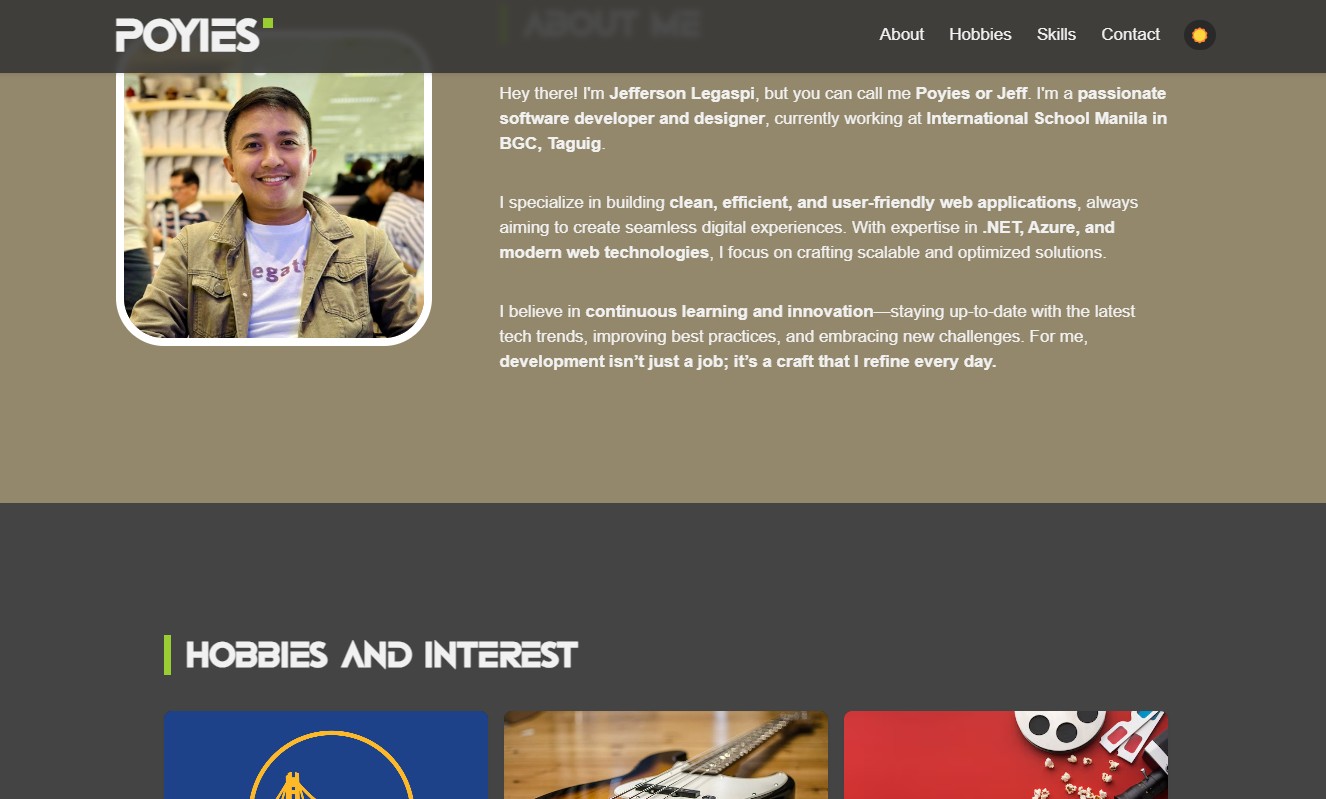 POYIES
About Hobbies Skills Contact
ABOUT ME
Hey there! I'm Jefferson Legaspi, but you can call me Poyies or Jeff. I'm a passionate
software developer and designer, currently working at International School Manila in
BGC, Taguig.
I specialize in building clean, efficient, and user-friendly web applications, always
aiming to create seamless digital experiences. With expertise in .NET, Azure, and
modern web technologies, I focus on crafting scalable and optimized solutions.
I believe in continuous learning and innovation—staying up-to-date with the latest
tech trends, improving best practices, and embracing new challenges. For me,
development isn’t just a job; it’s a craft that I refine every day.
HOBBIES AND INTEREST